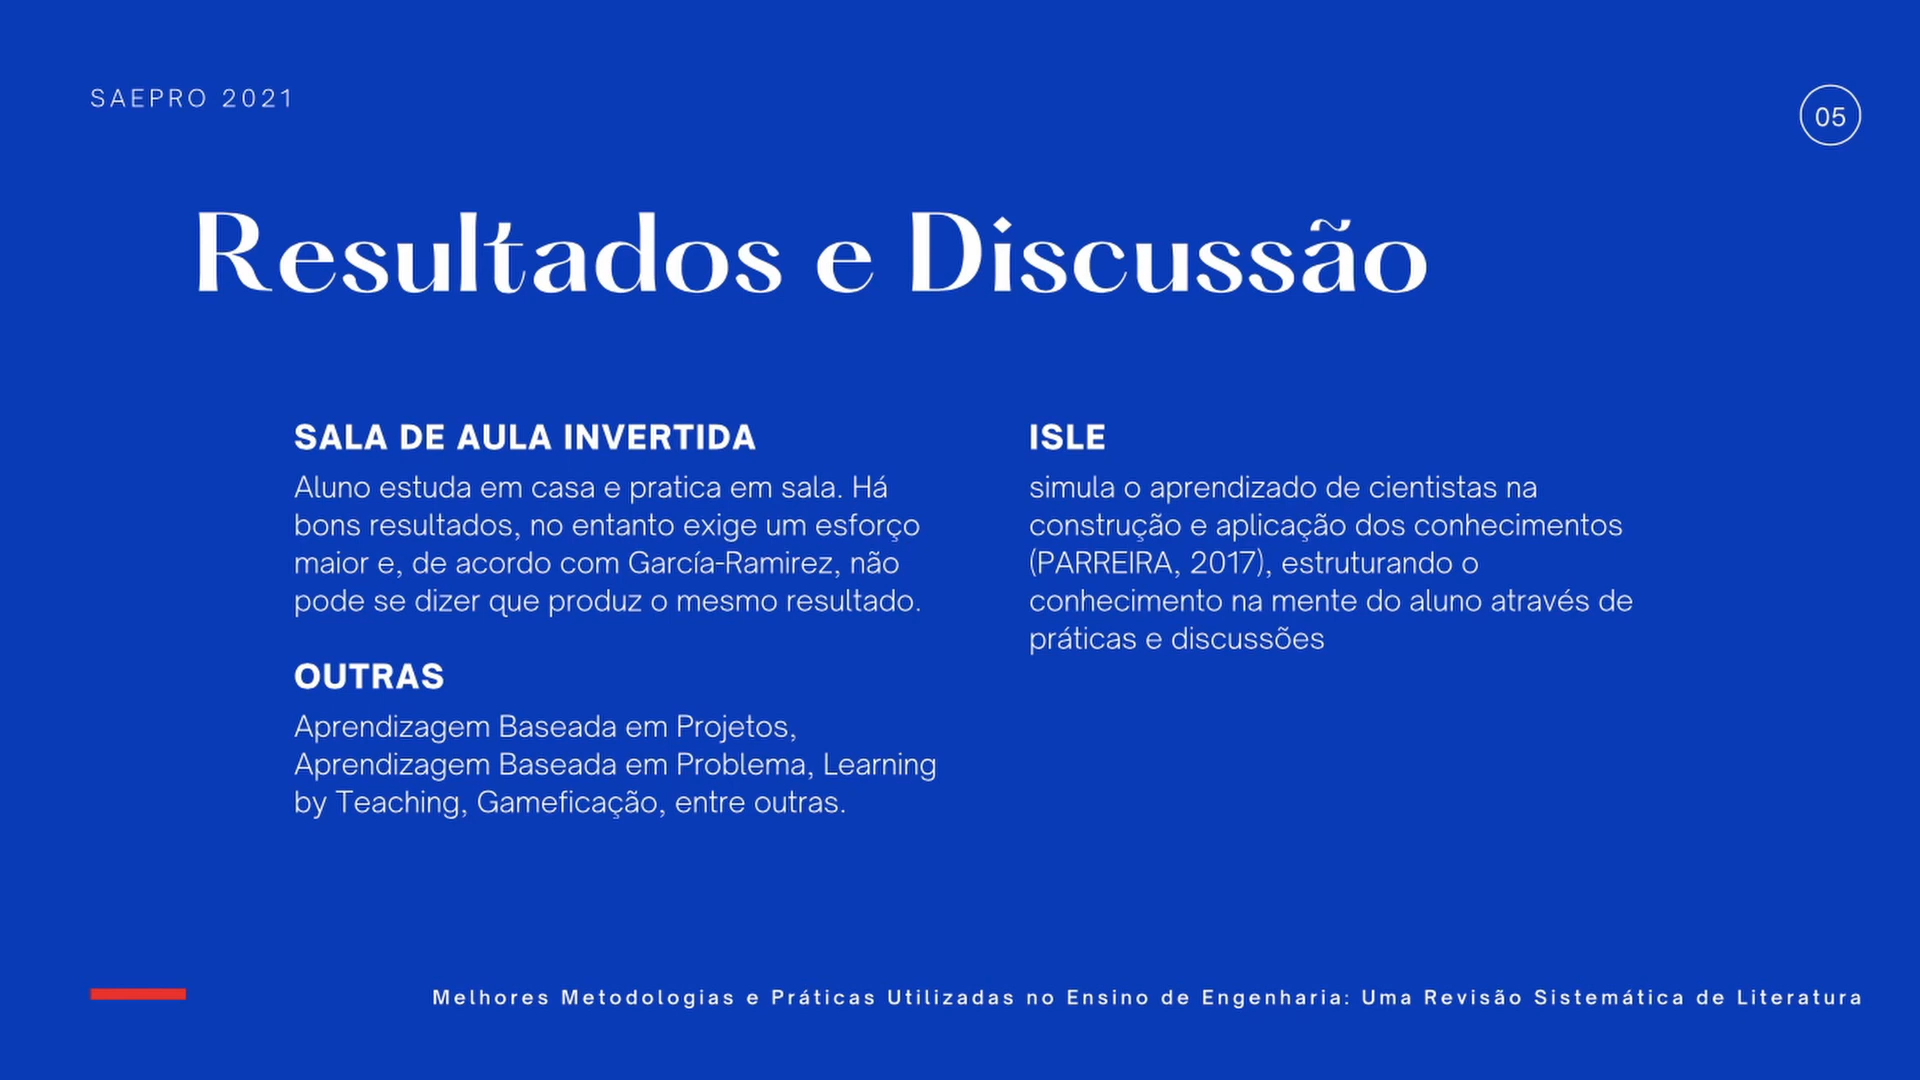 SAEPRO 2021
05
Resultados e Discussão
SALA DE AULA INVERTIDA
Aluno estuda em casa e pratica em sala. Há
bons resultados, no entanto exige um esforço
maior e, de acordo com García-Ramirez, não
pode se dizer que produz o mesmo resultado.
OUTRAS
Aprendizagem Baseada em Projetos,
Aprendizagem Baseada em Problema, Learning
by Teaching, Gameficação, entre outras.
ISLE
simula o aprendizado de cientistas na
construção e aplicação dos conhecimentos
(PARREIRA, 2017), estruturando o
conhecimento na mente do aluno através de
práticas e discussões
Melhores Metodologias e Práticas Utilizadas no Ensino de Engenharia: Uma Revisão Sistemática de Literatura